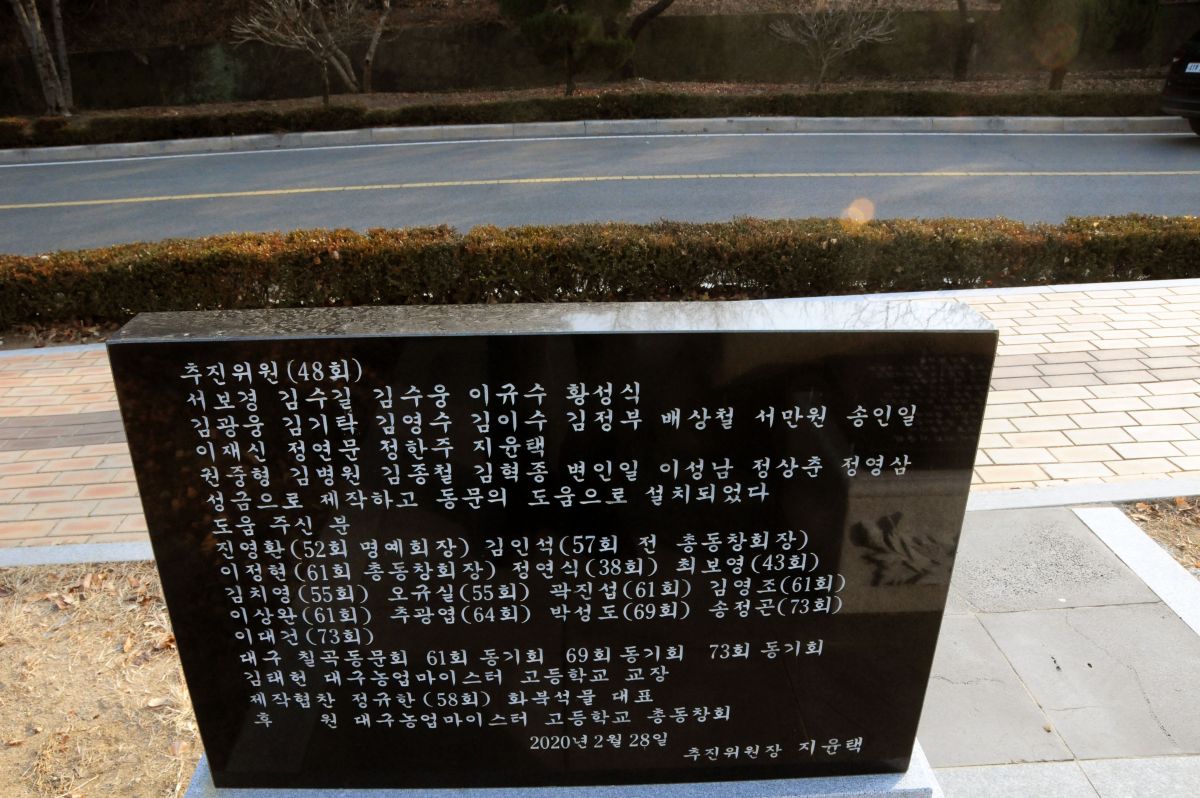 추진위원(48회)
서보경 김수길 김수웅 이규수 황성식
김광웅 김기탁 김영수 김이수 김정부 배상철 서만원 송인일
이재신 정연문 정한주 지윤택
권중형 김병원 김종철 김혁종 변인일 이성남 정상춘 정영삼
성금으로 제작하고 동문의 도움으로 설치되었다
도움 주신 분
진영환(52회 명예회장) 김인석(57회 전 총동창회장)
이정현(61회 총동창회장) 정연식(38회) 최보영(43회)
김치영(55회) 오규실(55회) 곽진섭(61회) 김영조(61회)
이상완(61회) 추광엽(64회) 박성도(69회) 송정곤(73회)
이대건(73회)
대구 칠곡동문회 61회 동기회 69회 동기회 73회 동기회
김태헌 대구농업마이스터 고등학교 교장
제작협찬 정규한(58회) 화북석물 대표
후 원 대구농업마이스터 고등학교 총동창회
2020년 2월 28일
추진위원장 지윤택